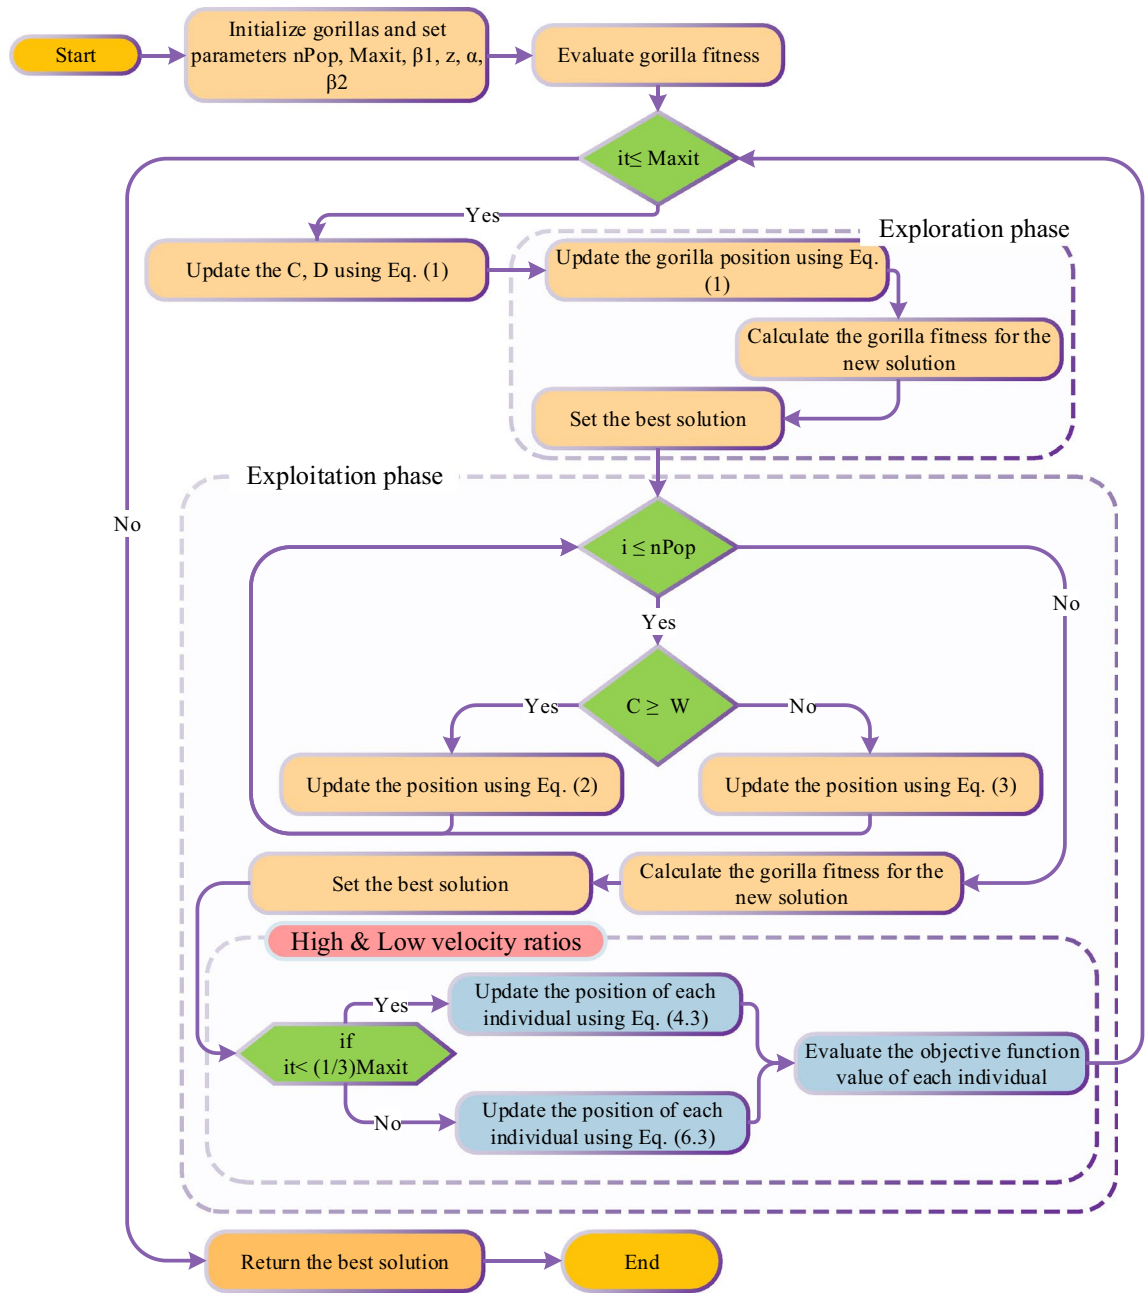 Start
Initialize gorillas and set
parameters nPop, Maxit, β1, z, α,
β2
Evaluate gorilla fitness
it≤ Maxit
Yes
Exploration phase
Update the C, D using Eq. (1)
Update the gorilla position using Eq.
(1)
Calculate the gorilla fitness for the
new solution
Set the best solution
Exploitation phase
No
i ≤ nPop
No
Yes
C ≥ W
Yes
No
Update the position using Eq. (2)
Update the position using Eq. (3)
Set the best solution
Calculate the gorilla fitness for the
new solution
High & Low velocity ratios
Yes
Update the position of each
individual using Eq. (4.3)
if
it< (1/3)Maxit
Evaluate the objective function
value of each individual
No
Update the position of each
individual using Eq. (6.3)
Return the best solution
End